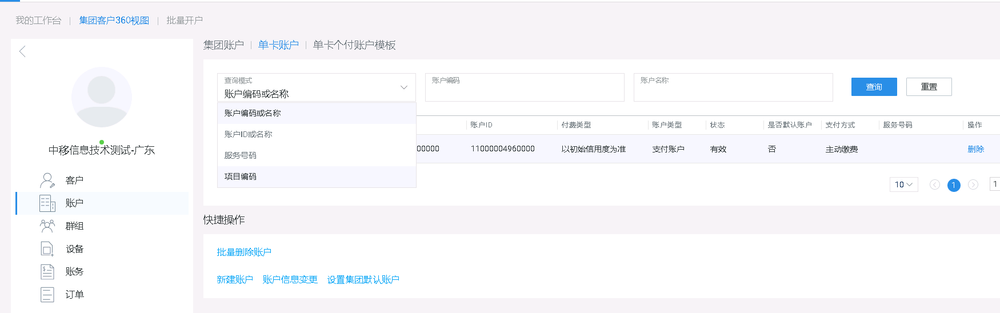 我的工作台 | 集团客户360视图 | 批量开户
集团账户 | 单卡账户 | 单卡个付账户模板
中移信息技术测试-广东
客户
账户
群组
设备
账务
订单
查询模式
账户编码或名称
账户编码
账户名称
查询
重置
账户编码或名称
账户ID或名称
服务号码
项目编码
账户ID 付费类型 账户类型 状态 是否默认账户 支付方式 服务号码 操作
00000 11000004960000 以初始信用度为准 支付账户 有效 否 主动缴费 删除
10 1 1
快捷操作
批量删除账户
新建账户 账户信息变更 设置集团默认账户